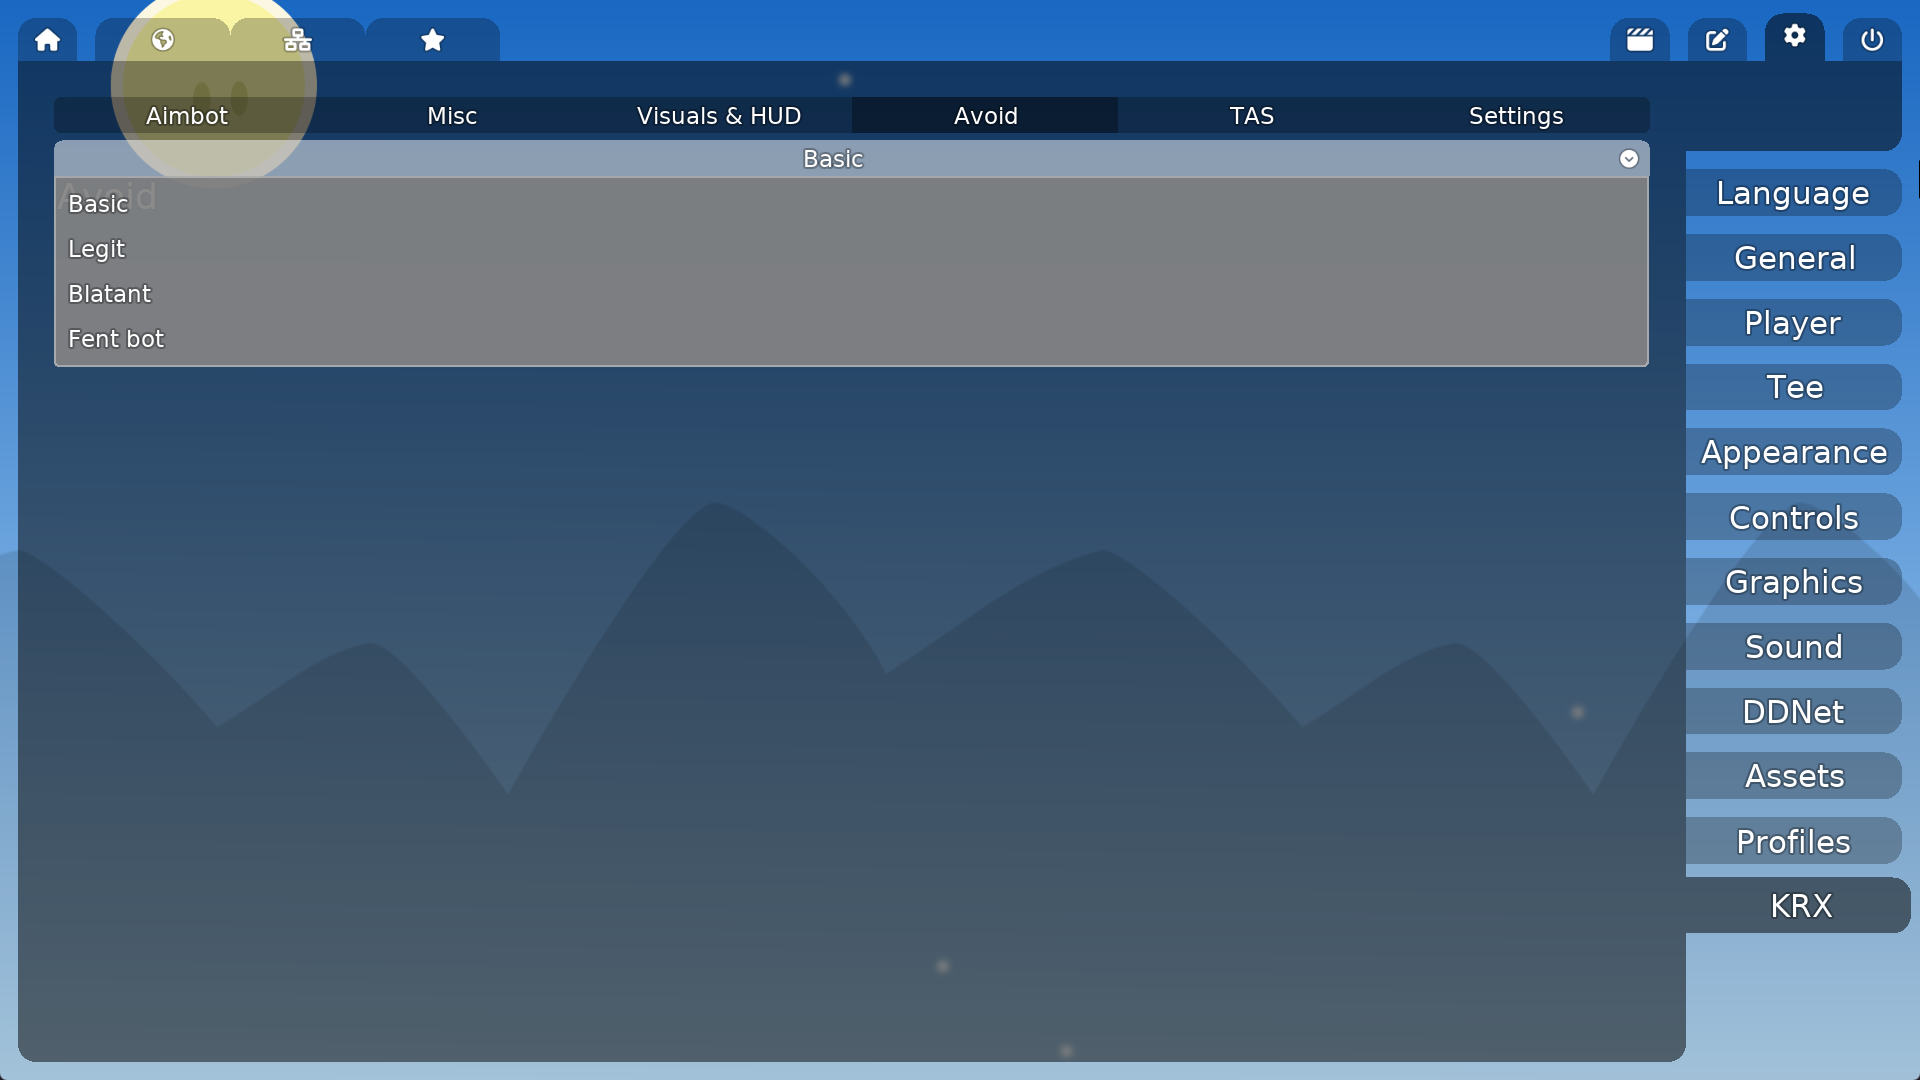 Aimbot
Misc
Visuals & HUD
Avoid
TAS
Settings
Basic
Avoid
Basic
Legit
Blatant
Fent bot
Language
General
Player
Tee
Appearance
Controls
Graphics
Sound
DDNet
Assets
Profiles
KRX